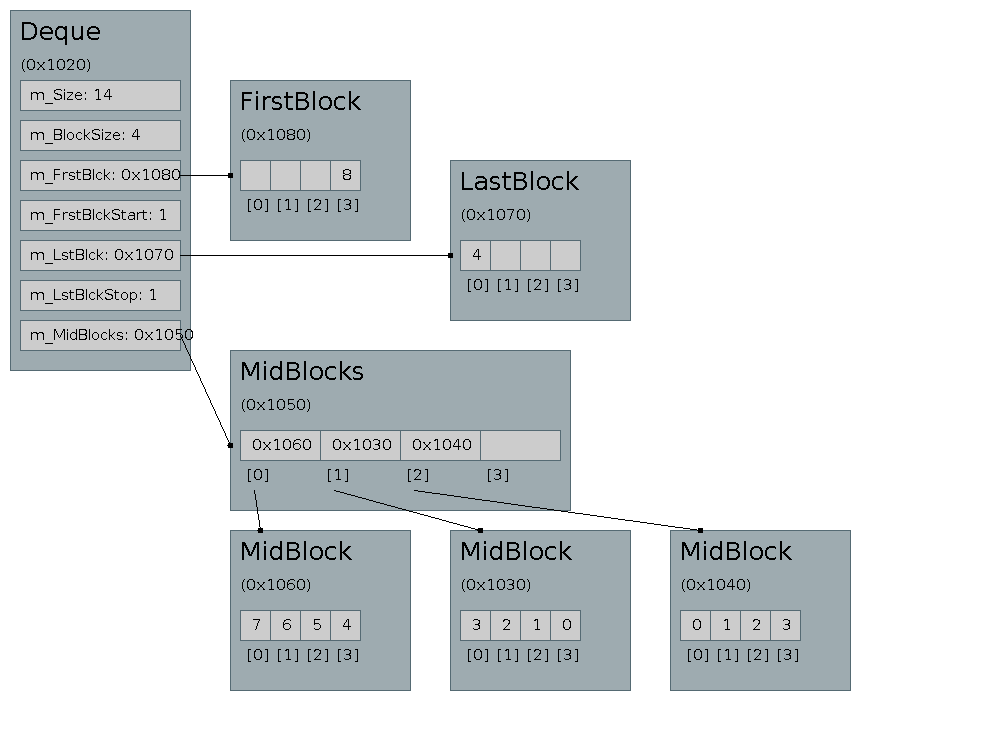 Deque
(0x1020)
m_Size: 14
m_BlockSize: 4
m_FrstBlck: 0x1080
m_FrstBlckStart: 1
m_LstBlck: 0x1070
m_LstBlckStop: 1
m_MidBlocks: 0x1050
FirstBlock
(0x1080)
8
[0] [1] [2] [3]
LastBlock
(0x1070)
4
[0] [1] [2] [3]
MidBlocks
(0x1050)
0x1060 0x1030 0x1040
[0] [1] [2] [3]
MidBlock
(0x1060)
7 6 5 4
[0] [1] [2] [3]
MidBlock
(0x1030)
3 2 1 0
[0] [1] [2] [3]
MidBlock
(0x1040)
0 1 2 3
[0] [1] [2] [3]